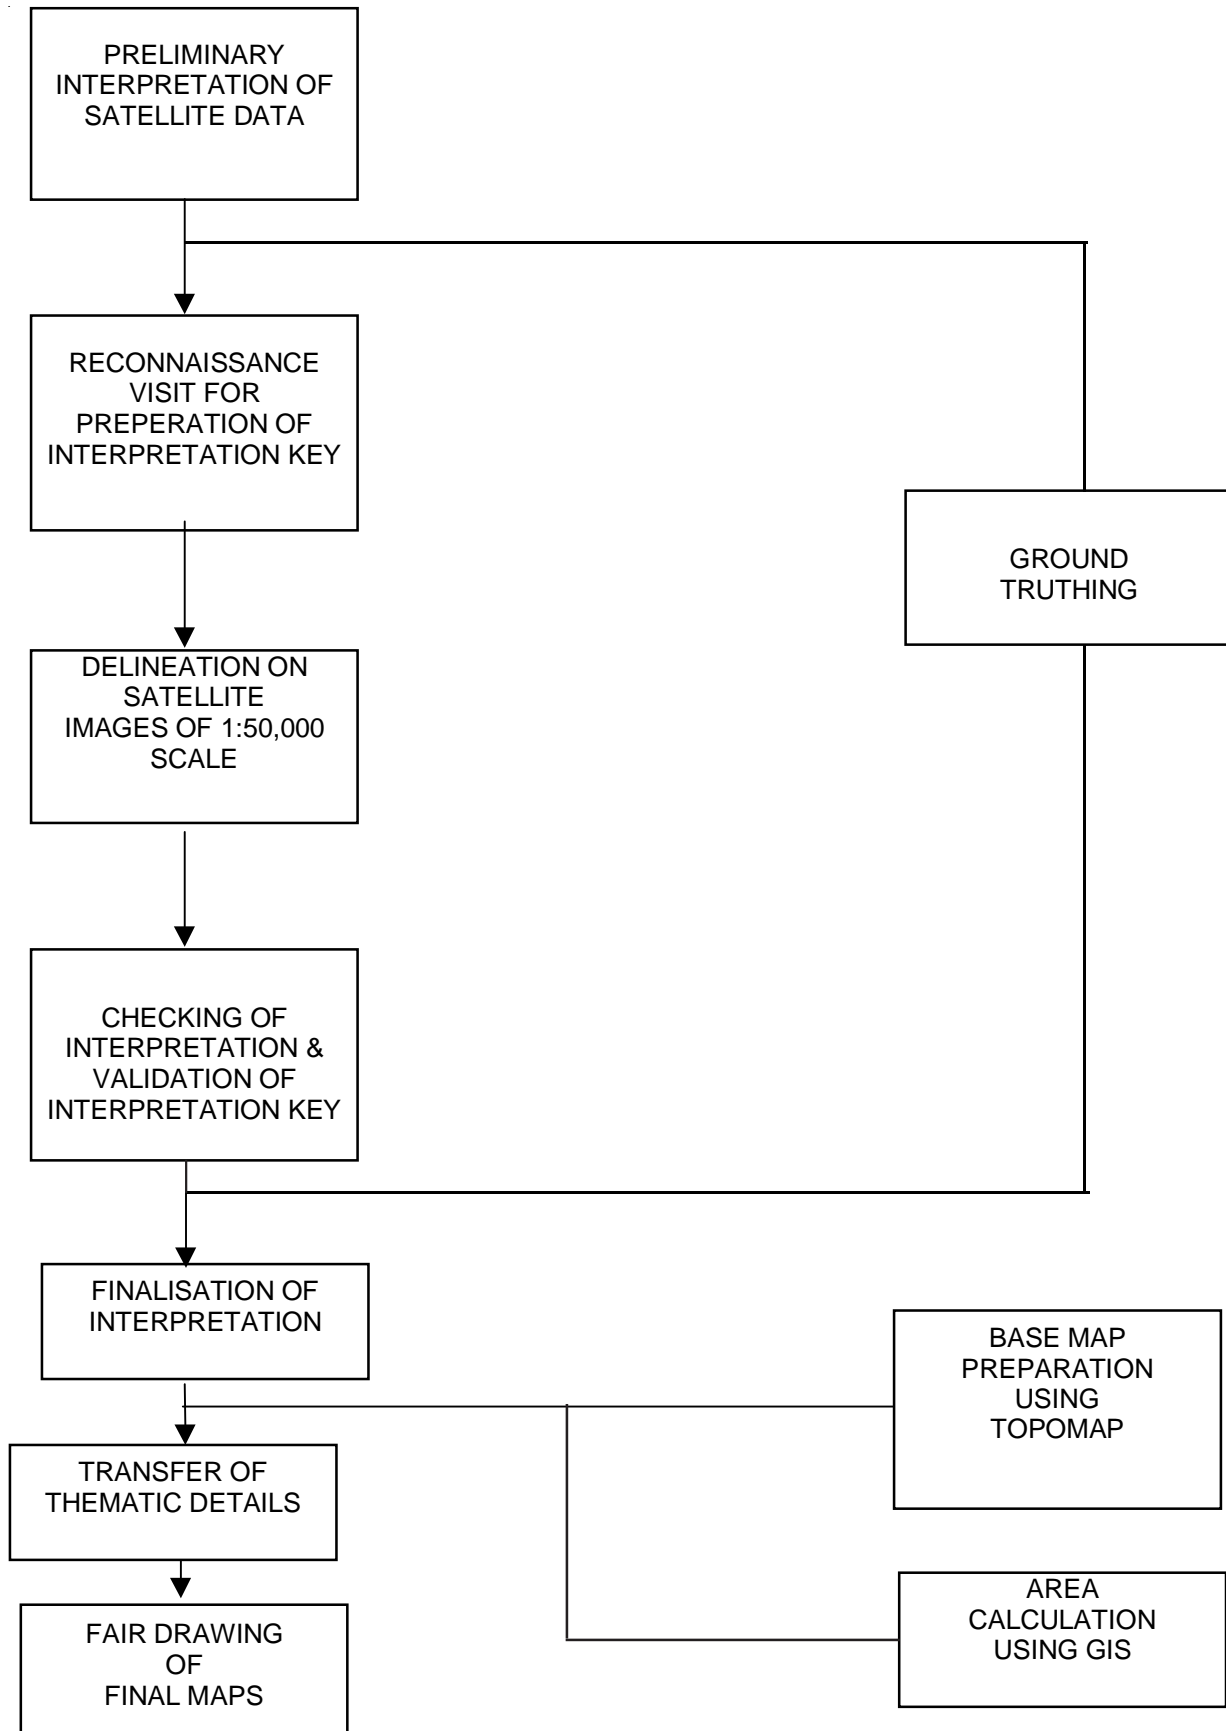 PRELIMINARY
INTERPRETATION OF
SATELLITE DATA
RECONNAISSANCE
VISIT FOR
PREPERATION OF
INTERPRETATION KEY
GROUND
TRUTHING
DELINEATION ON
SATELLITE
IMAGES OF 1:50,000
SCALE
CHECKING OF
INTERPRETATION &
VALIDATION OF
INTERPRETATION KEY
FINALISATION OF
INTERPRETATION
BASE MAP
PREPARATION
USING
TOPOMAP
TRANSFER OF
THEMATIC DETAILS
AREA
CALCULATION
USING GIS
FAIR DRAWING
OF
FINAL MAPS